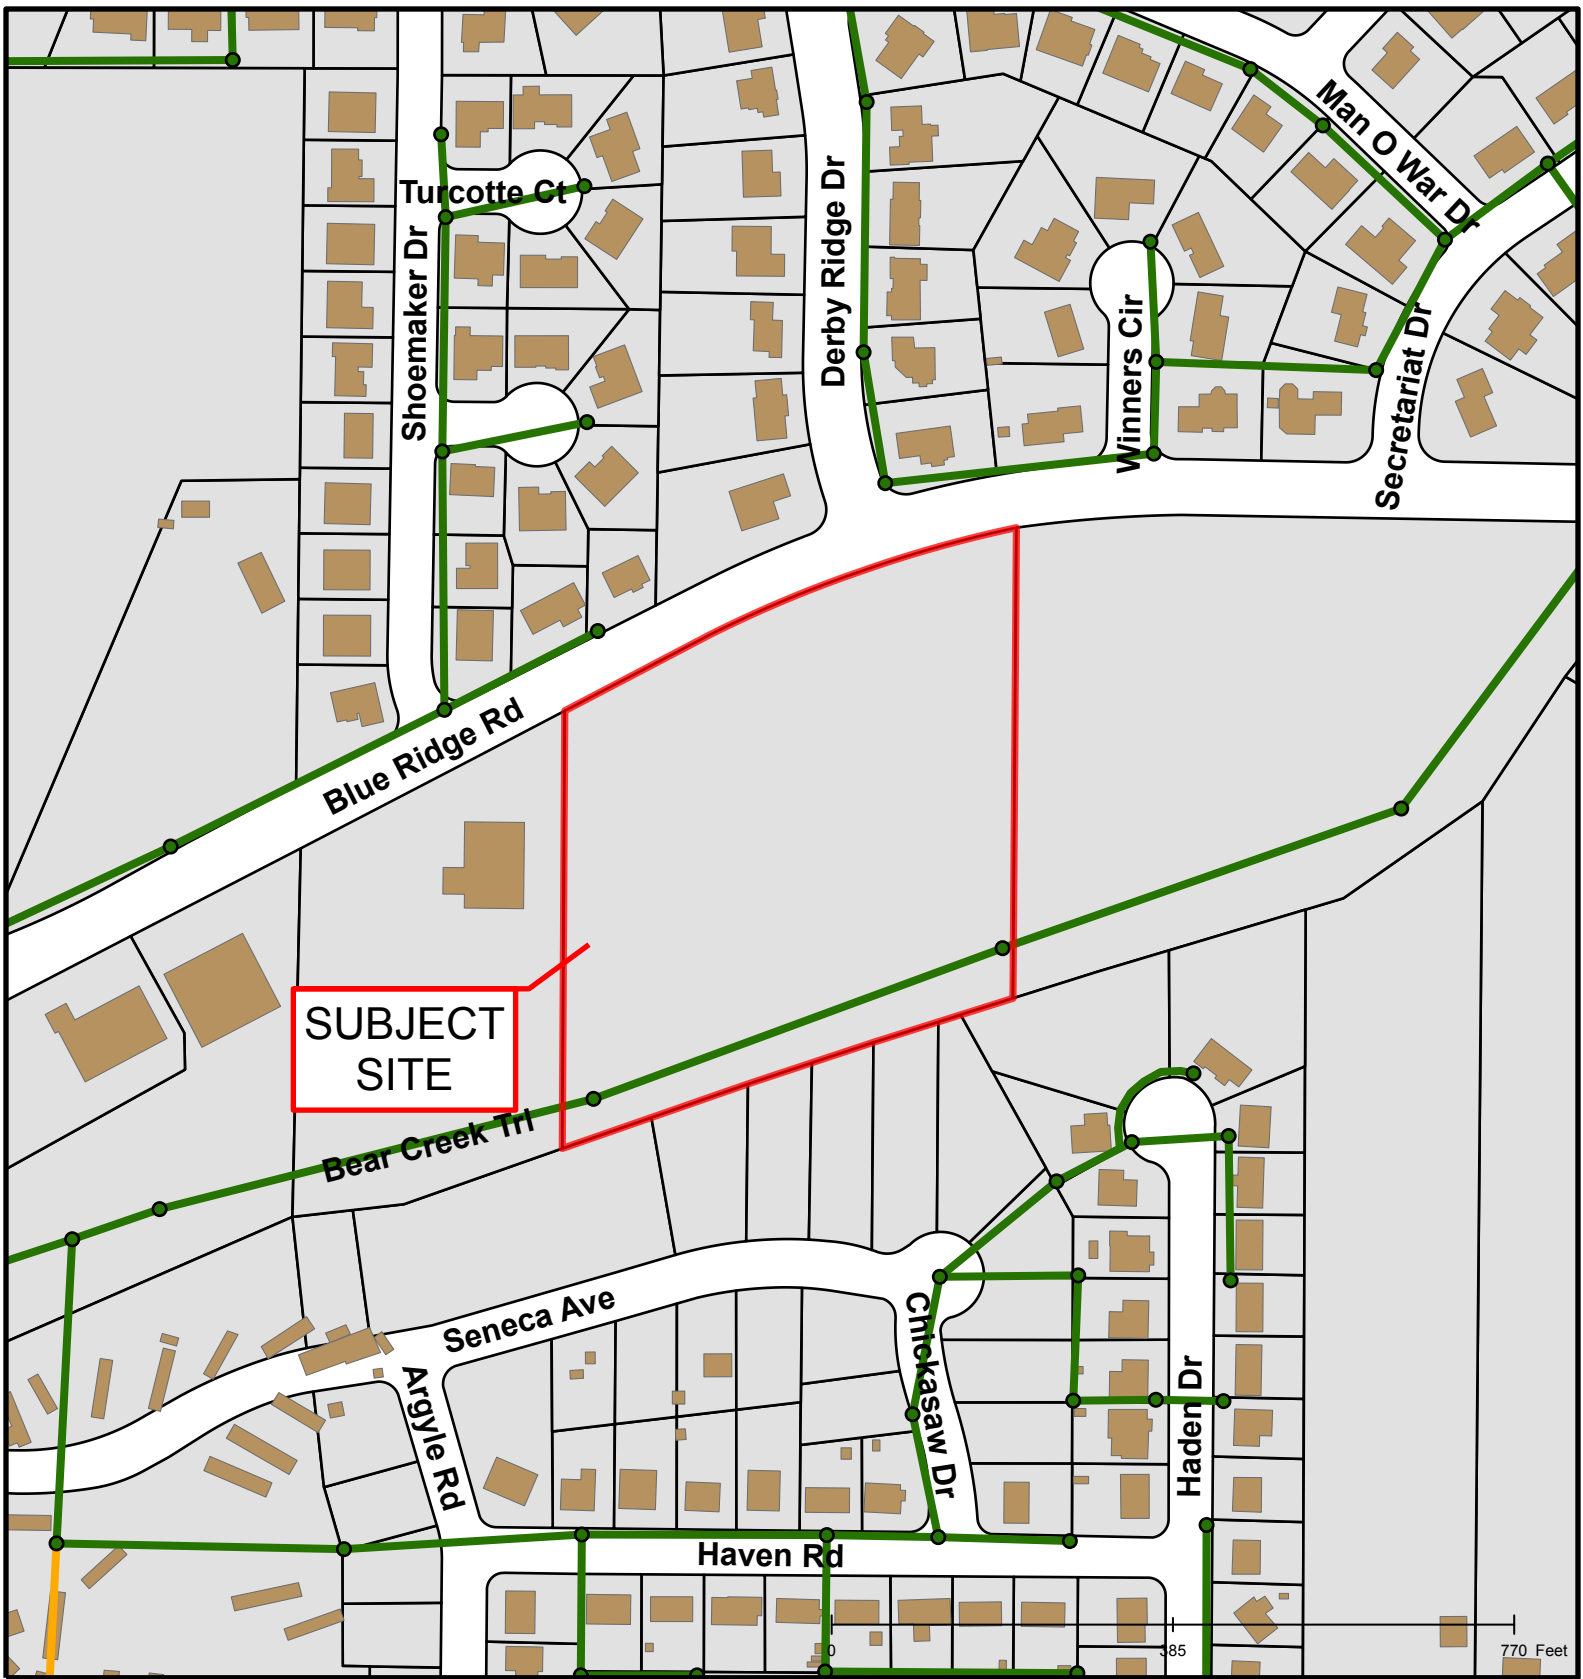 Man O War Dr
Turcotte Ct
Derby Ridge Dr
Shoemaker Dr
Winners Cir
Secretariat Dr
Blue Ridge Rd
SUBJECT
SITE
Bear Creek Trl
Seneca Ave
Chickasaw Dr
Argyle Rd
Haden Dr
Haven Rd
0 385 770 Feet